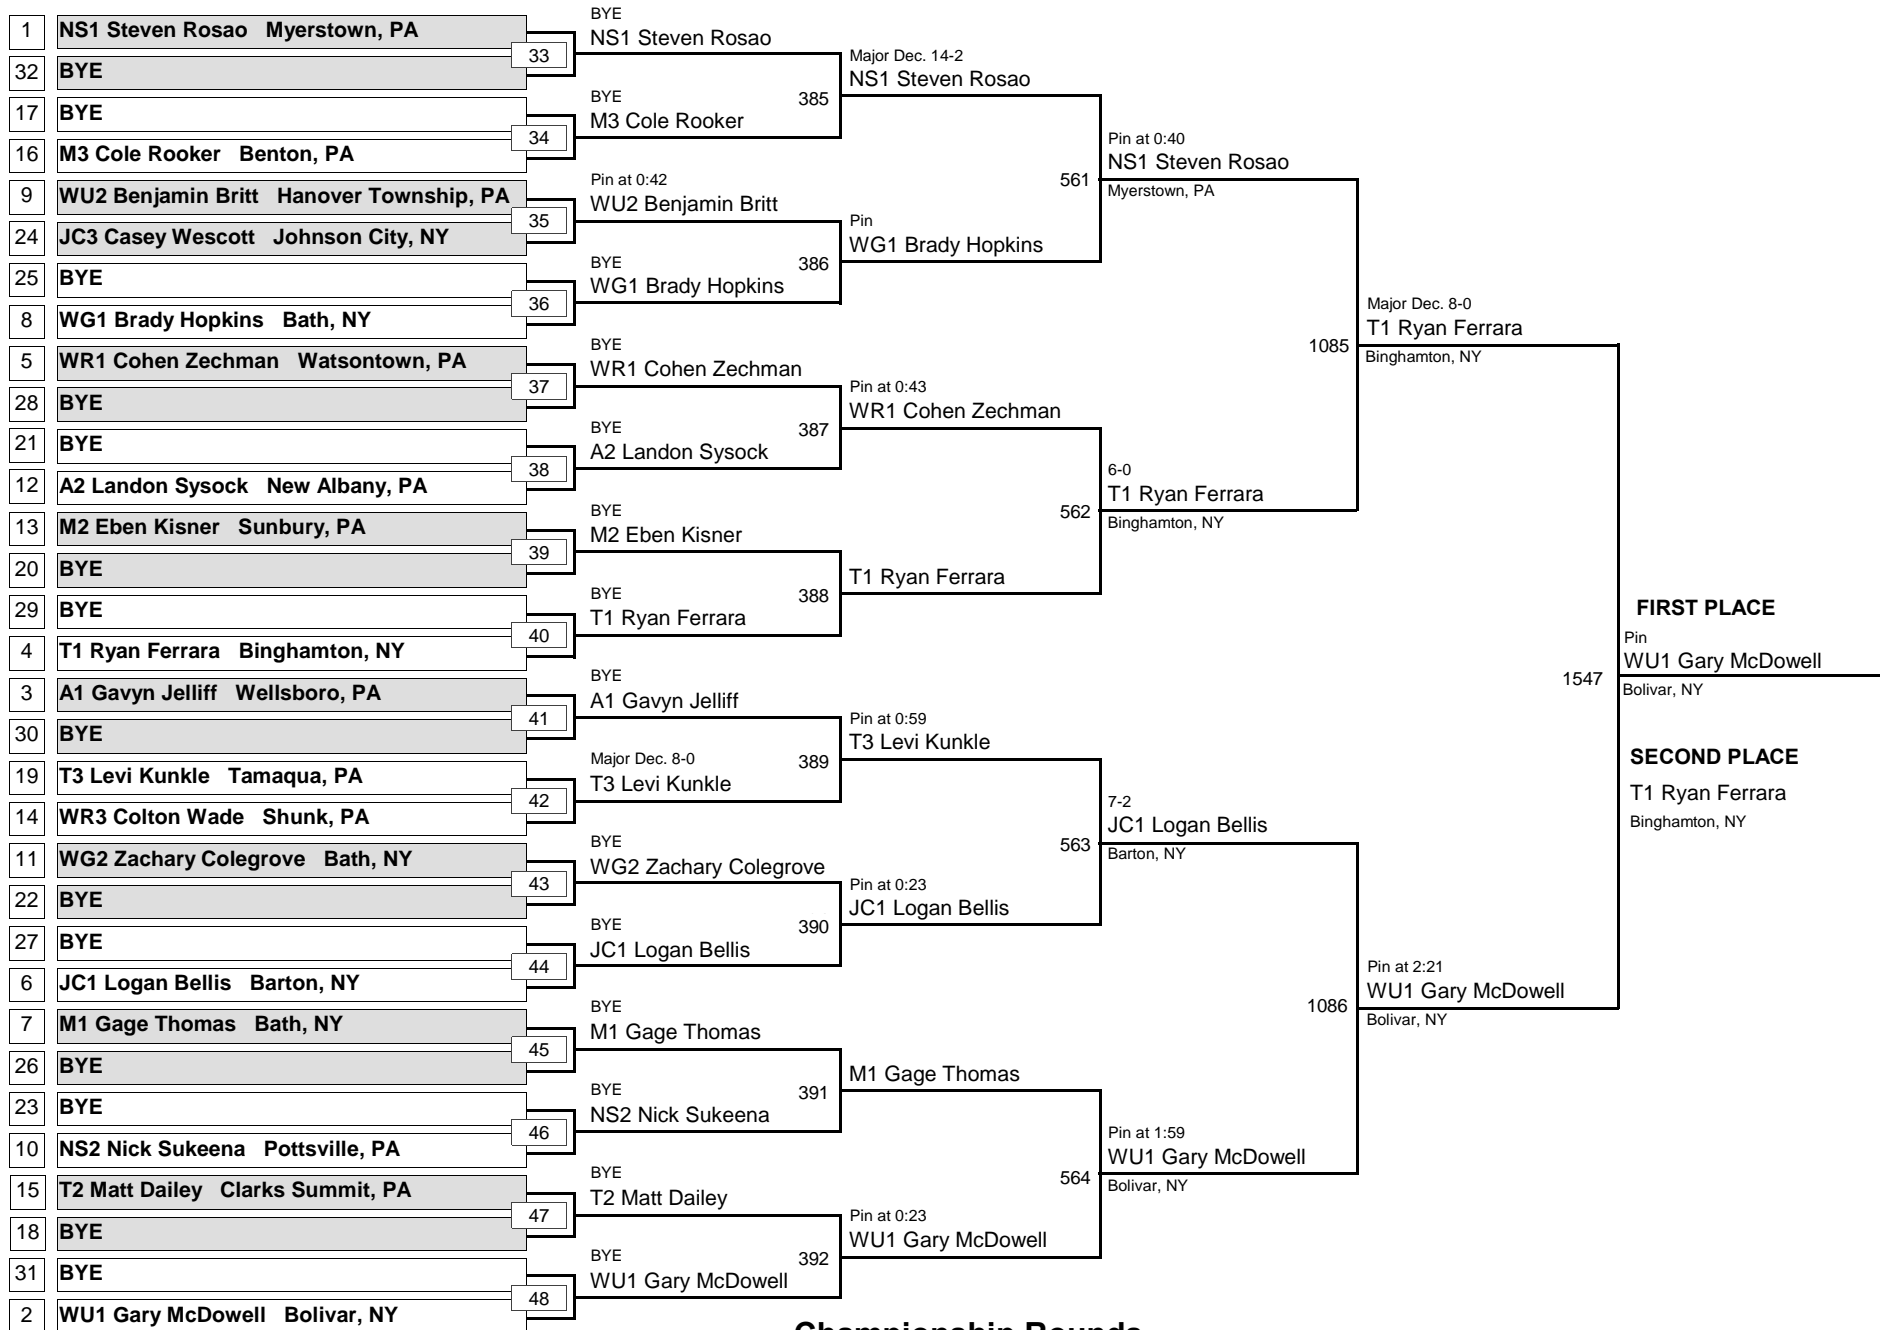 1 NS1 Steven Rosao Myerstown, PA
32 BYE
17 BYE
16 M3 Cole Rooker Benton, PA
9 WU2 Benjamin Britt Hanover Township, PA
24 JC3 Casey Wescott Johnson City, NY
25 BYE
8 WG1 Brady Hopkins Bath, NY
5 WR1 Cohen Zechman Watsontown, PA
28 BYE
21 BYE
12 A2 Landon Sysock New Albany, PA
13 M2 Eben Kisner Sunbury, PA
20 BYE
29 BYE
4 T1 Ryan Ferrara Binghamton, NY
3 A1 Gavyn Jelliff Wellsboro, PA
30 BYE
19 T3 Levi Kunkle Tamaqua, PA
14 WR3 Colton Wade Shunk, PA
11 WG2 Zachary Colegrove Bath, NY
22 BYE
27 BYE
6 JC1 Logan Bellis Barton, NY
7 M1 Gage Thomas Bath, NY
26 BYE
23 BYE
10 NS2 Nick Sukeena Pottsville, PA
15 T2 Matt Dailey Clarks Summit, PA
18 BYE
31 BYE
2 WU1 Gary McDowell Bolivar, NY
33
34
35
36
37
38
39
40
41
42
43
44
45
46
47
48
BYE
NS1 Steven Rosao
BYE
M3 Cole Rooker
Pin at 0:42
WU2 Benjamin Britt
BYE
WG1 Brady Hopkins
BYE
WR1 Cohen Zechman
BYE
A2 Landon Sysock
BYE
M2 Eben Kisner
BYE
T1 Ryan Ferrara
BYE
A1 Gavyn Jelliff
Major Dec. 8-0
T3 Levi Kunkle
BYE
WG2 Zachary Colegrove
BYE
JC1 Logan Bellis
BYE
M1 Gage Thomas
BYE
NS2 Nick Sukeena
BYE
T2 Matt Dailey
BYE
WU1 Gary McDowell
385
386
387
388
389
390
391
392
Major Dec. 14-2
NS1 Steven Rosao
Pin
WG1 Brady Hopkins
Pin at 0:43
WR1 Cohen Zechman
T1 Ryan Ferrara
Pin at 0:59
T3 Levi Kunkle
Pin at 0:23
JC1 Logan Bellis
M1 Gage Thomas
Pin at 0:23
WU1 Gary McDowell
561
562
563
564
Pin at 0:40
NS1 Steven Rosao
Myerstown, PA
6-0
T1 Ryan Ferrara
Binghamton, NY
7-2
JC1 Logan Bellis
Barton, NY
Pin at 1:59
WU1 Gary McDowell
Bolivar, NY
1085
1086
Major Dec. 8-0
T1 Ryan Ferrara
Binghamton, NY
Pin at 2:21
WU1 Gary McDowell
Bolivar, NY
1547
FIRST PLACE
Pin
WU1 Gary McDowell
Bolivar, NY
SECOND PLACE
T1 Ryan Ferrara
Binghamton, NY
Championship Rounds